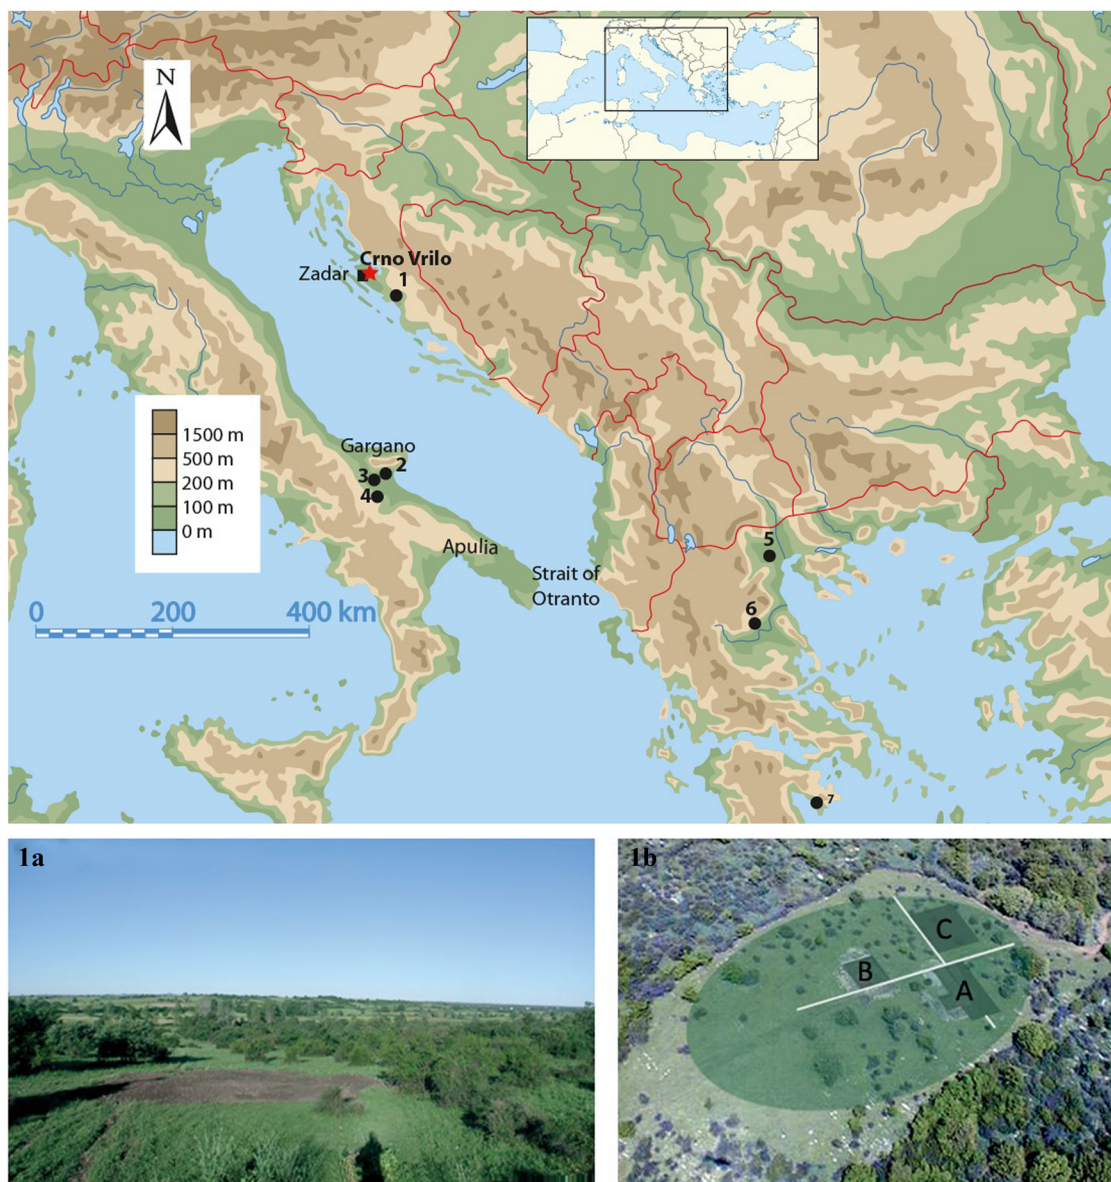 N
Crno Vrilo
Zadar
1
1500 m
500 m
200 m
100 m
0 m
Gargano
2
3
4
Apulia
Strait of
Otranto
5
6
7
0 200 400 km
1a
1b
C
B
A